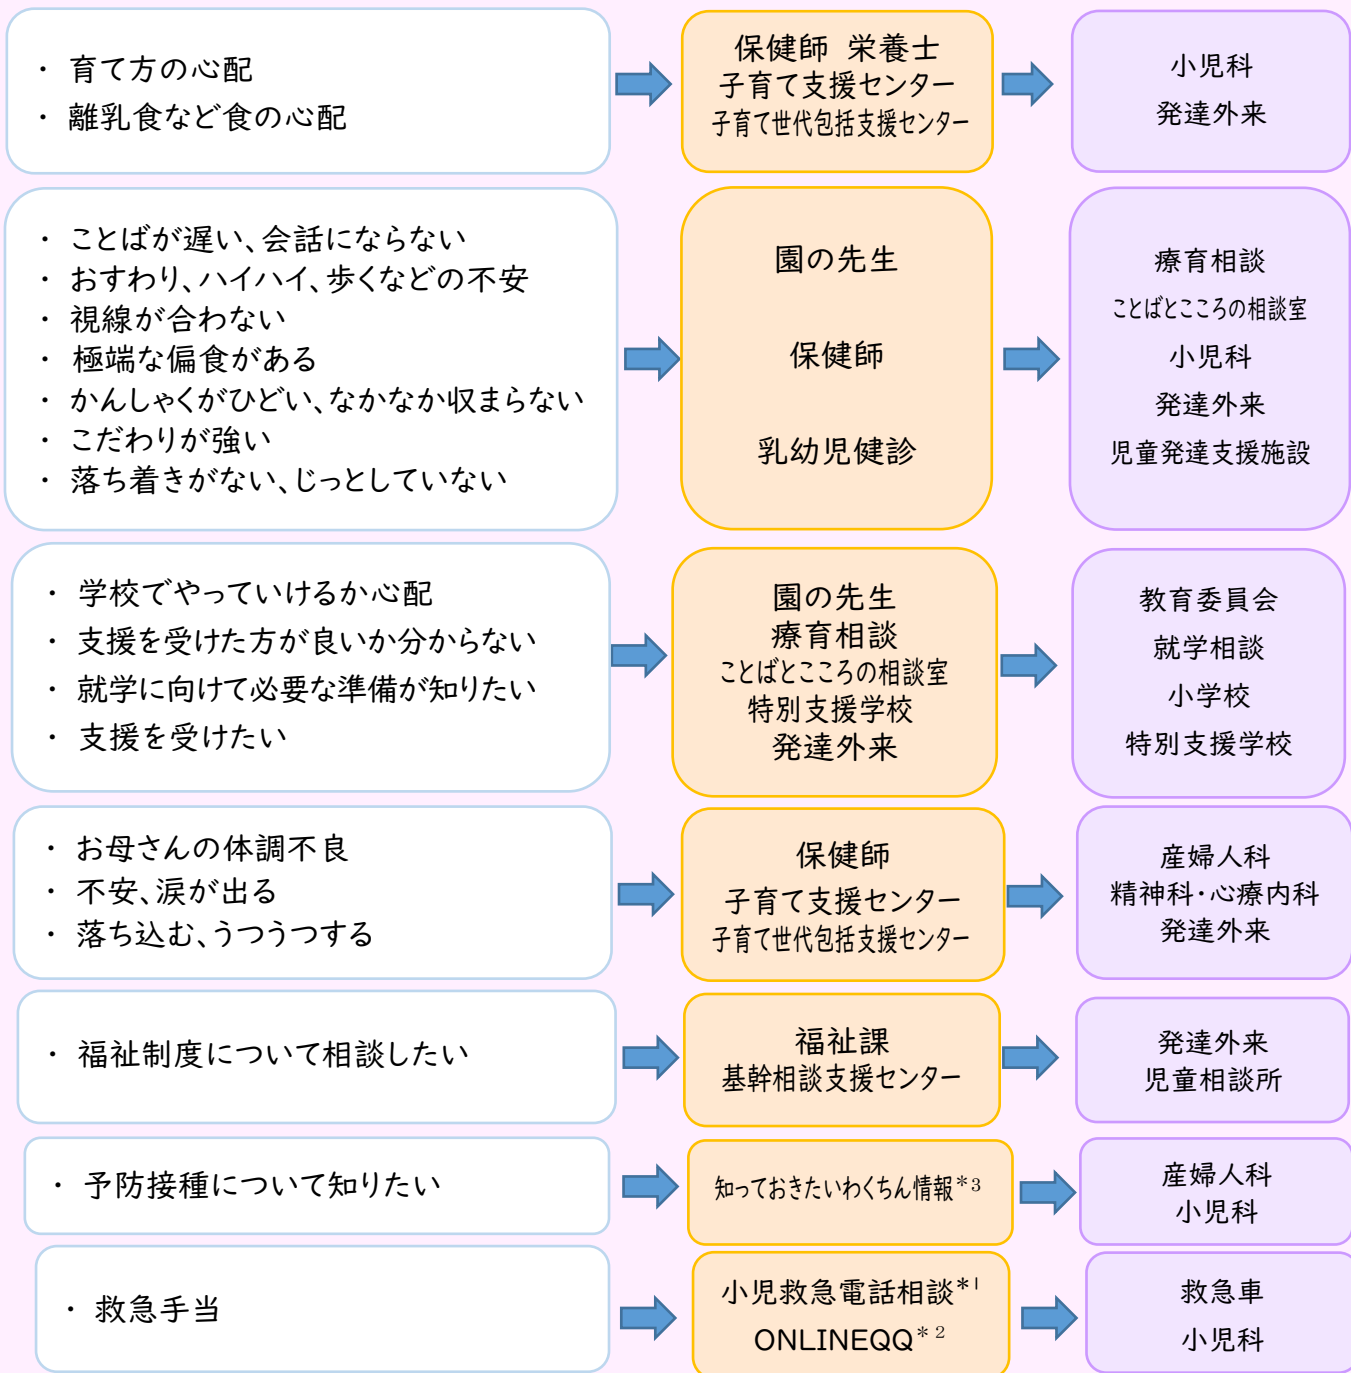 ・ 育て方の心配
・ 離乳食など食の心配
保健師 栄養士
子育て支援センター
子育て世代包括支援センター
小児科
発達外来
・ ことばが遅い、会話にならない
・ おすわり、ハイハイ、歩くなどの不安
・ 視線が合わない
・ 極端な偏食がある
・ かんしゃくがひどい、なかなか収まらない
・ こだわりが強い
・ 落ち着きがない、じっとしていない
園の先生
保健師
乳幼児健診
療育相談
ことばとこころの相談室
小児科
発達外来
児童発達支援施設
・ 学校でやっていけるか心配
・ 支援を受けた方が良いか分からない
・ 就学に向けて必要な準備が知りたい
・ 支援を受けたい
園の先生
療育相談
ことばとこころの相談室
特別支援学校
発達外来
教育委員会
就学相談
小学校
特別支援学校
・ お母さんの体調不良
・ 不安、涙が出る
・ 落ち込む、うつうつする
保健師
子育て支援センター
子育て世代包括支援センター
産婦人科
精神科・心療内科
発達外来
・ 福祉制度について相談したい
福祉課
基幹相談支援センター
発達外来
児童相談所
・ 予防接種について知りたい
知っておきたいわくちん情報*3
産婦人科
小児科
・ 救急手当
小児救急電話相談*1
ONLINEQQ*2
救急車
小児科